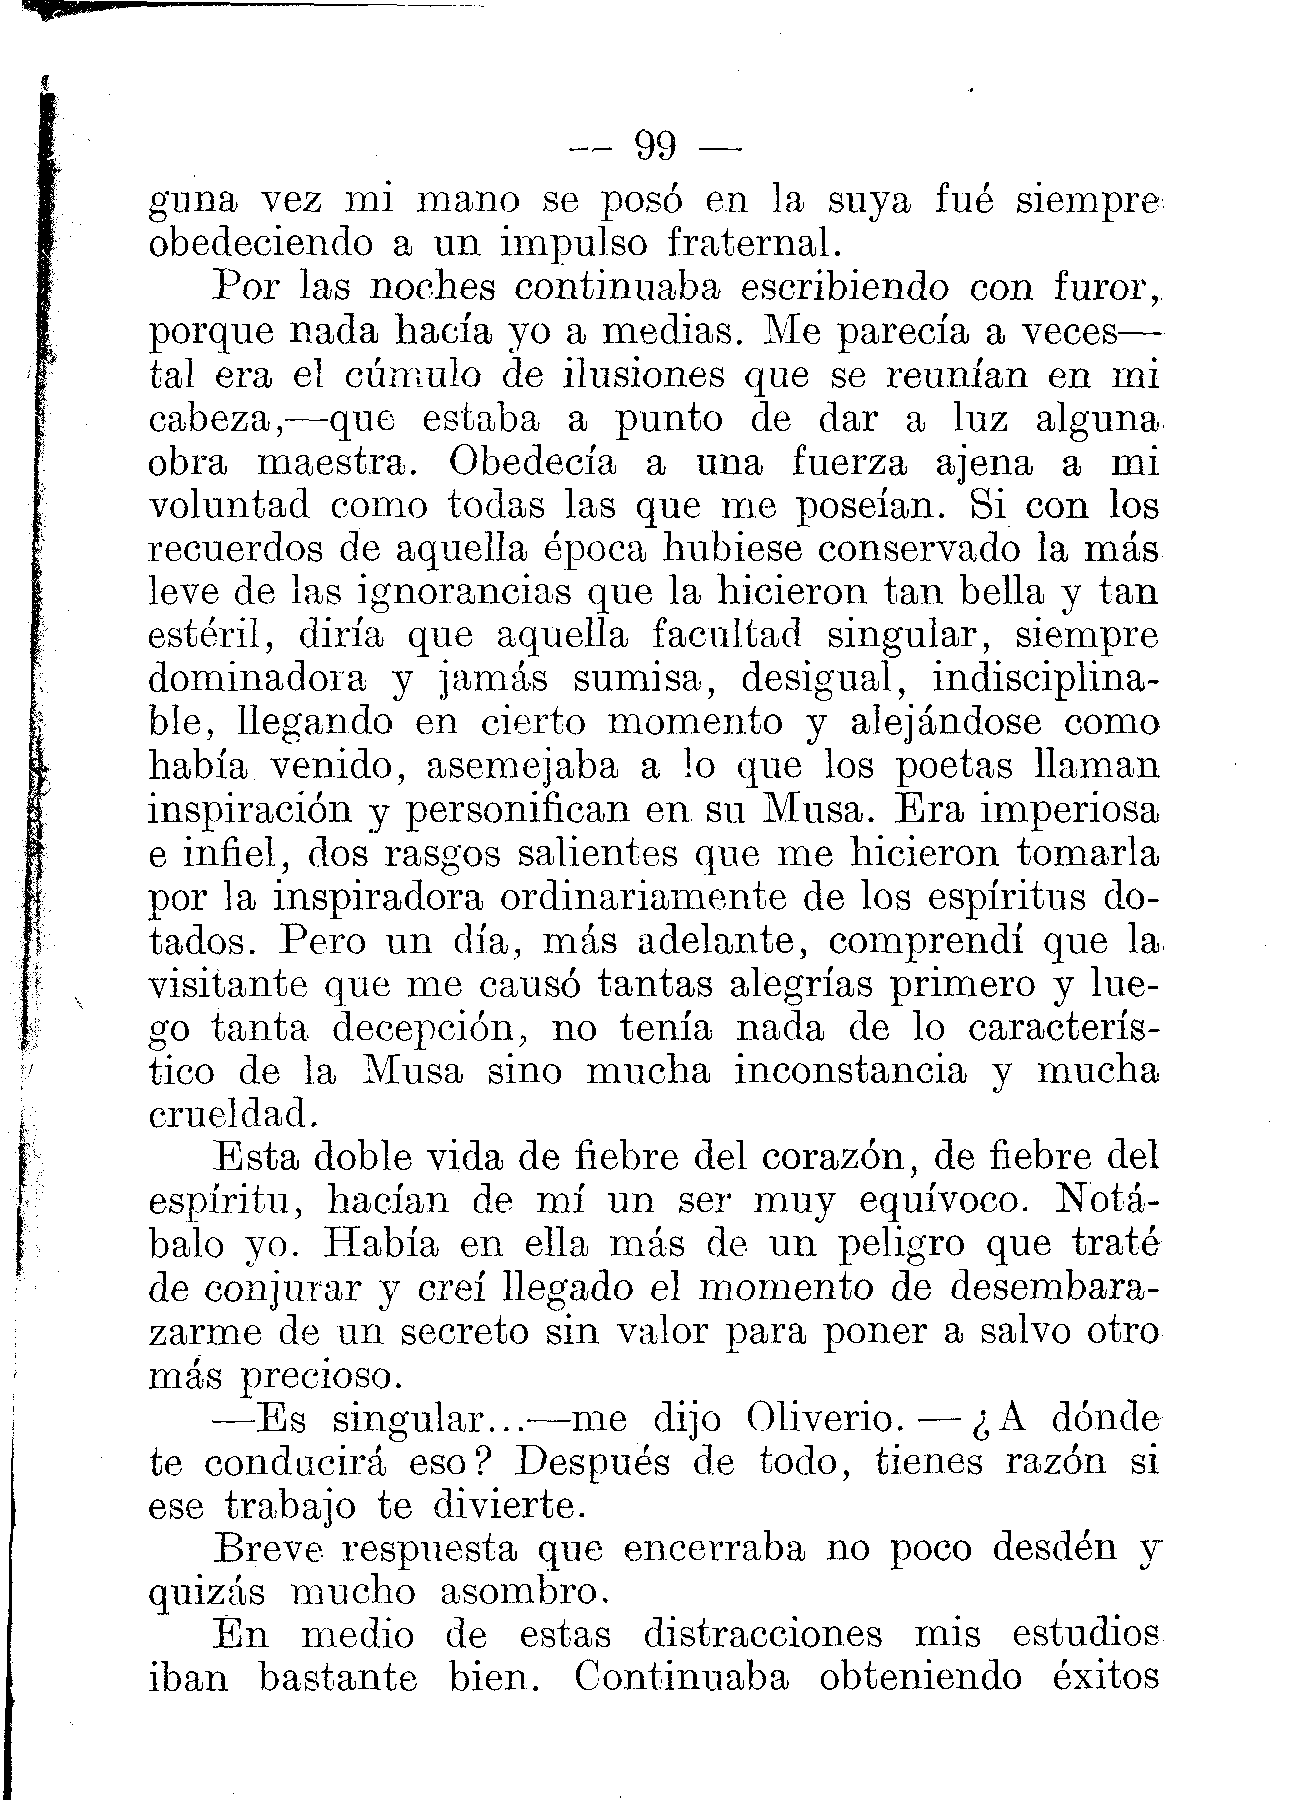 — 99 —
guna vez mi mano se posó en la suya fué siempre
obedeciendo a un impulso fraternal.
Por las noches continuaba escribiendo con furor,
porque nada hacía yo a medias. Me parecía a veces—
tal era el cúmulo de ilusiones que se reunían en mi
cabeza,—que estaba a punto de dar a luz alguna
obra maestra. Obedecía a una fuerza ajena a mi
voluntad como todas las que me poseían. Si con los
recuerdos de aquella época hubiese conservado la más
leve de las ignorancias que la hicieron tan bella y tan
estéril, diría que aquella facultad singular, siempre
dominadora y jamás sumisa, desigual, indisciplina-
ble, llegando en cierto momento y alejándose como
había venido, asemejaba a lo que los poetas llaman
inspiración y personifican en su Musa. Era imperiosa
e infiel, dos rasgos salientes que me hicieron tomarla
por la inspiradora ordinariamente de los espíritus do-
tados. Pero un día, más adelante, comprendí que la
visitante que me causó tantas alegrías primero y lue-
go tanta decepción, no tenía nada de lo caracterís-
tico de la Musa sino mucha inconstancia y mucha
crueldad.
Esta doble vida de fiebre del corazón, de fiebre del
espíritu, hacían de mí un ser muy equívoco. Notá-
balo yo. Había en ella más de un peligro que traté
de conjurar y creí llegado el momento de desembara-
zarme de un secreto sin valor para poner a salvo otro
más precioso.
—Es singular...—me dijo Oliverio. — ¿A dónde
te conducirá eso? Después de todo, tienes razón si
ese trabajo te divierte.
Breve respuesta que encerraba no poco desdén y
quizás mucho asombro.
En medio de estas distracciones mis estudios
iban bastante bien. Continuaba obteniendo éxitos